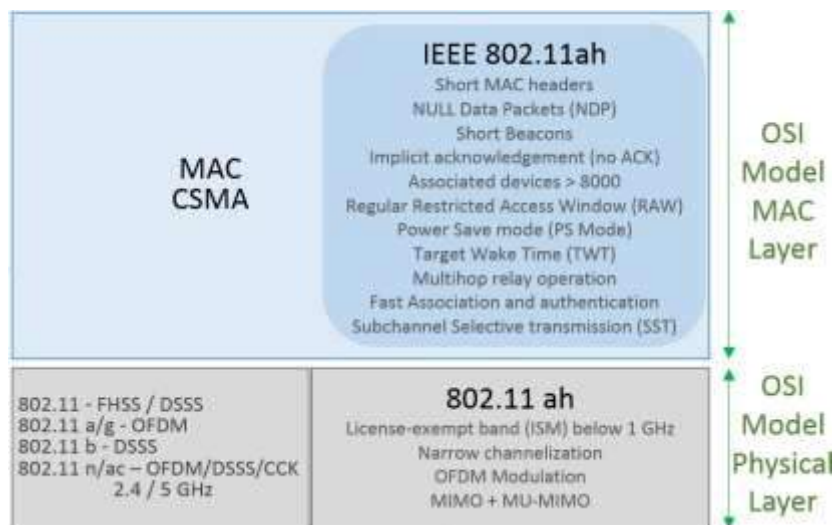 MAC
CSMA
IEEE 802.11ah
Short MAC headers
NULL Data Packets (NDP)
Short Beacons
Implicit acknowledgement (no ACK)
Associated devices > 8000
Regular Restricted Access Window (RAW)
Power Save mode (PS Mode)
Target Wake Time (TWT)
Multihop relay operation
Fast Association and authentication
Subchannel Selective transmission (SST)
OSI
Model
MAC
Layer
802.11 - FHSS / DSSS
802.11 a/g - OFDM
802.11 b - DSSS
802.11 n/ac – OFDM/DSSS/CCK
2.4 / 5 GHz
802.11 ah
License-exempt band (ISM) below 1 GHz
Narrow channelization
OFDM Modulation
MIMO + MU-MIMO
OSI
Model
Physical
Layer